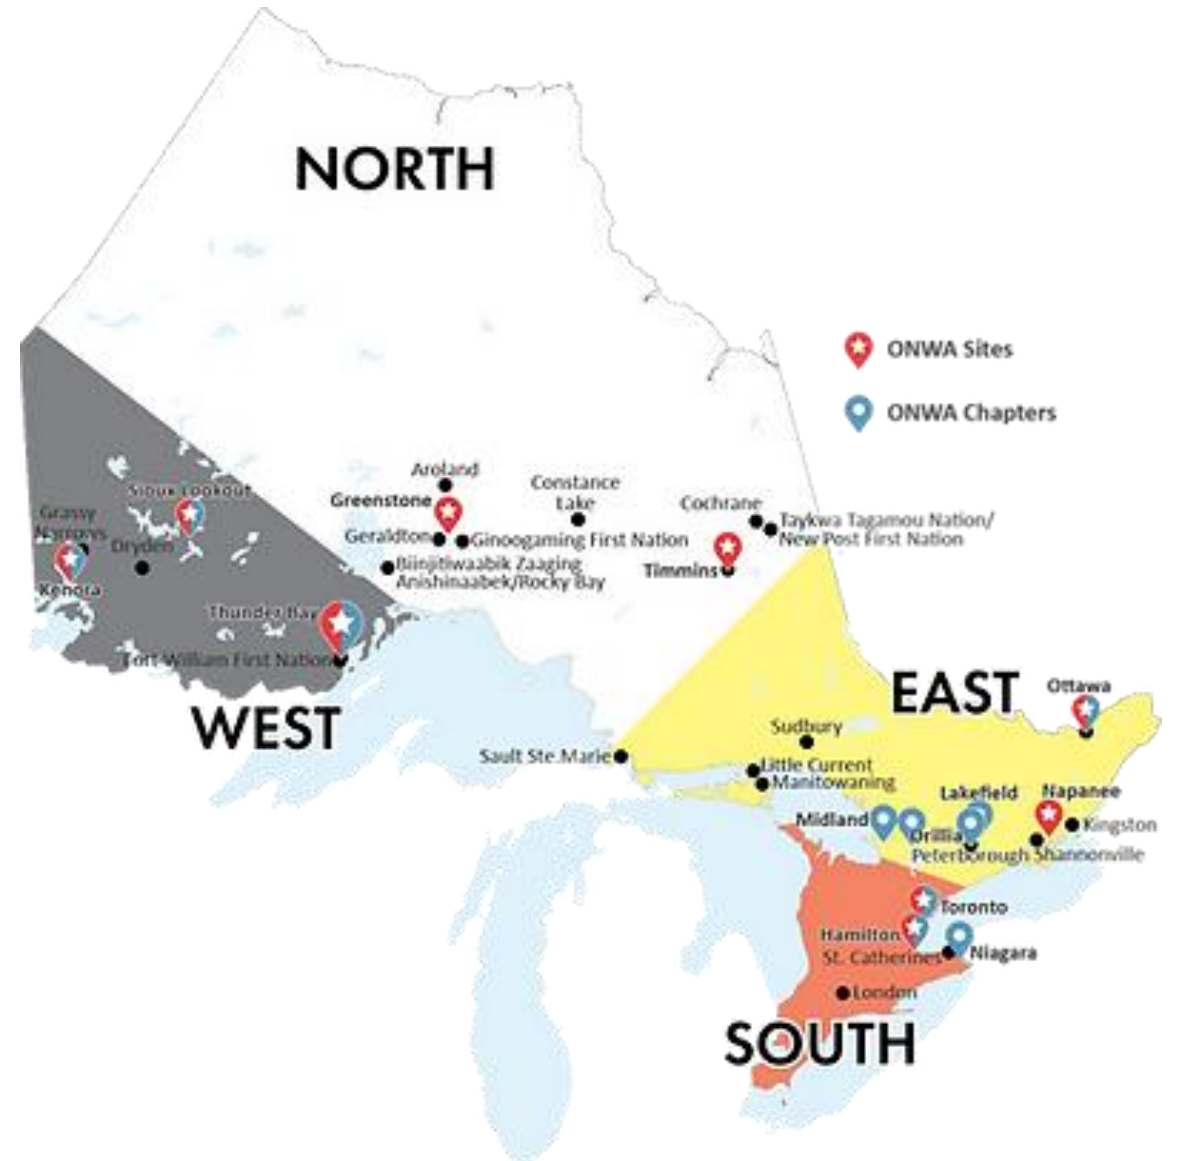 NORTH
ONWA Sites
ONWA Chapters
Aroland
Greenstone
Geraldton
Ginoogaming First Nation
Biinjitiwaabik Zaaging
Anishinaabek/Rocky Bay
Constance
Lake
Cochrane
Taykwa Tagamou Nation/
New Post First Nation
Timmins
Sioux Lookout
Grassy
Narrows
Dryden
Kenora
Thunder Bay
Fort William First Nation
WEST
EAST
Ottawa
Sudbury
Sault Ste.Marie
Little Current
Manitowaning
Lakefield
Napanee
Midland
Orillia
Kingston
Peterborough
Shannonville
Toronto
Hamilton
St. Catherines
Niagara
London
SOUTH